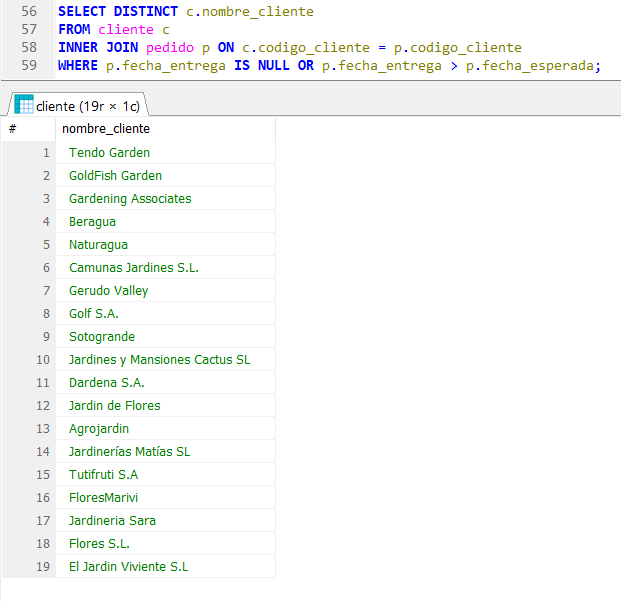 56 SELECT DISTINCT c.nombre_cliente
57 FROM cliente c
58 INNER JOIN pedido p ON c.codigo_cliente = p.codigo_cliente
59 WHERE p.fecha_entrega IS NULL OR p.fecha_entrega > p.fecha_esperada;
cliente (19r × 1c)
# nombre_cliente
1 Tendo Garden
2 GoldFish Garden
3 Gardening Associates
4 Beragua
5 Naturagua
6 Camunas Jardines S.L.
7 Gerudo Valley
8 Golf S.A.
9 Sotogrande
10 Jardines y Mansiones Cactus SL
11 Dardena S.A.
12 Jardin de Flores
13 Agrojardin
14 Jardinerías Matías SL
15 Tutifruti S.A
16 FloresMarivi
17 Jardineria Sara
18 Flores S.L.
19 El Jardin Viviente S.L